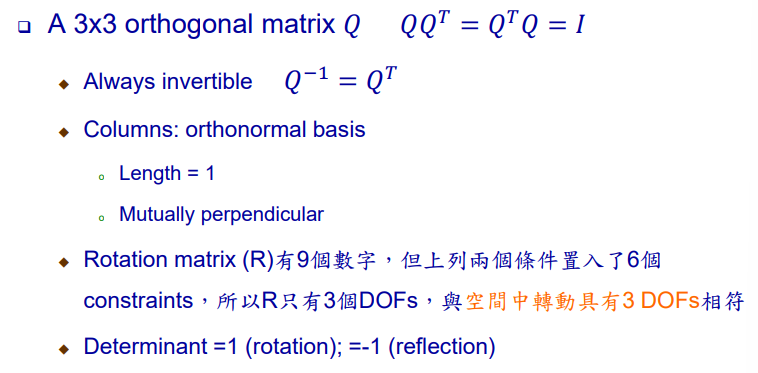 A 3x3 orthogonal matrix Q QQᵀ = QᵀQ = I
Always invertible Q⁻¹ = Qᵀ
Columns: orthonormal basis
Length = 1
Mutually perpendicular
Rotation matrix (R)有9個數字，但上列兩個條件置入了6個
constraints，所以R只有3個DOFs，與空間中轉動具有3 DOFs相符
Determinant =1 (rotation); =-1 (reflection)